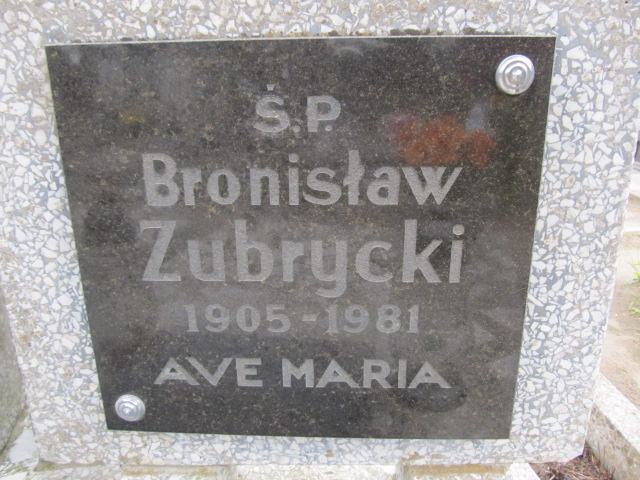 Ś.P.
Bronisław
Zubrycki
1905-1981
AVE MARIA